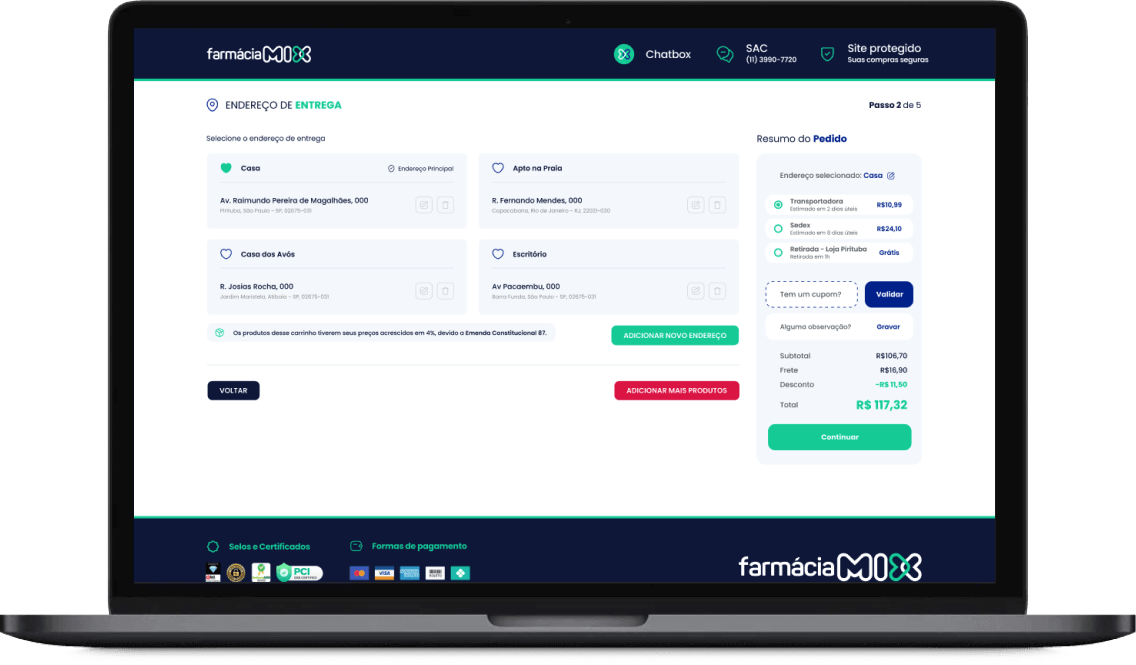 farmácia MIX
Chatbox
SAC
(11) 3990-7720
Site protegido
Suas compras seguras
ENDEREÇO DE ENTREGA
Passo 2 de 5
Selecione o endereço de entrega
Resumo do Pedido
Casa
Endereço Principal
Av. Raimundo Pereira de Magalhães, 000
Pirituba, São Paulo - SP, 02675-031
Apto na Praia
R. Fernando Mendes, 000
Copacabana, Rio de Janeiro - RJ, 22021-030
Casa dos Avós
R. Josias Rocha, 000
Jardim Maristela, Atibaia - SP, 02675-031
Escritório
Av Pacaembu, 000
Barra Funda, São Paulo - SP, 02675-031
Os produtos desse carrinho tiverem seus preços acrescidas em 4%, devido a Emenda Constitucional 87.
ADICIONAR NOVO ENDEREÇO
VOLTAR
ADICIONAR MAIS PRODUTOS
Endereço selecionado: Casa
Transportadora
Estimado em 2 dias úteis
R$10,99
Sedex
Estimado em 8 dias úteis
R$24,10
Retirada - Loja Pirituba
Retirada em 1h
Grátis
Tem um cupom?
Validar
Alguma observação?
Gravar
Subtotal R$106,70
Frete R$16,90
Desconto -R$ 11,50
Total R$ 117,32
Continuar
Selos e Certificados
Formas de pagamento
PCI
VISA
farmácia MIX